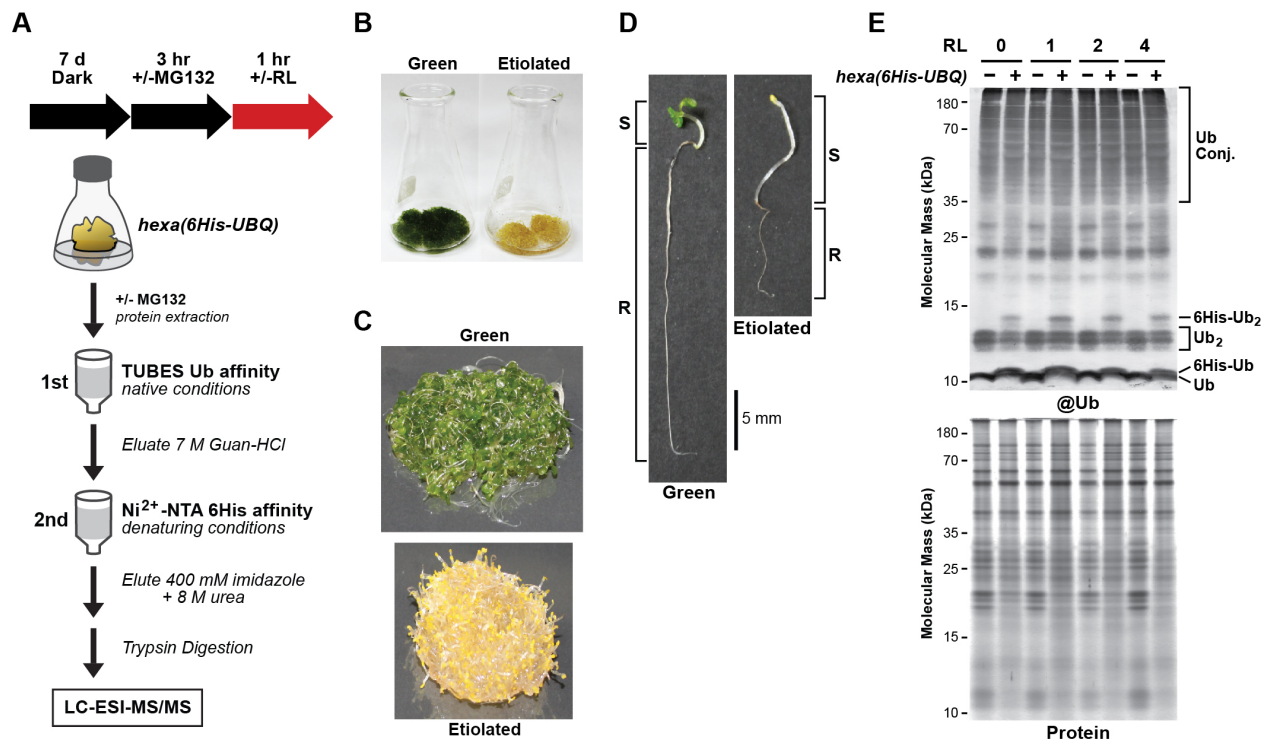 A
7 d
Dark
3 hr
+/-MG132
1 hr
+/-RL
hexa(6His-UBQ)
+/- MG132
protein extraction
1st
TUBES Ub affinity
native conditions
Eluate 7 M Guan-HCl
2nd
Ni2+-NTA 6His affinity
denaturing conditions
Elute 400 mM imidazole
+ 8 M urea
Trypsin Digestion
LC-ESI-MS/MS
B
Green
Etiolated
C
Green
Etiolated
D
S
R
S
R
Etiolated
5 mm
Green
E
RL 0 1 2 4
hexa(6His-UBQ) – + – + – + – +
Molecular Mass (kDa)
180
70
35
25
15
10
Ub
Conj.
6His-Ub2
Ub2
6His-Ub
Ub
@Ub
Molecular Mass (kDa)
180
70
35
25
15
10
Protein